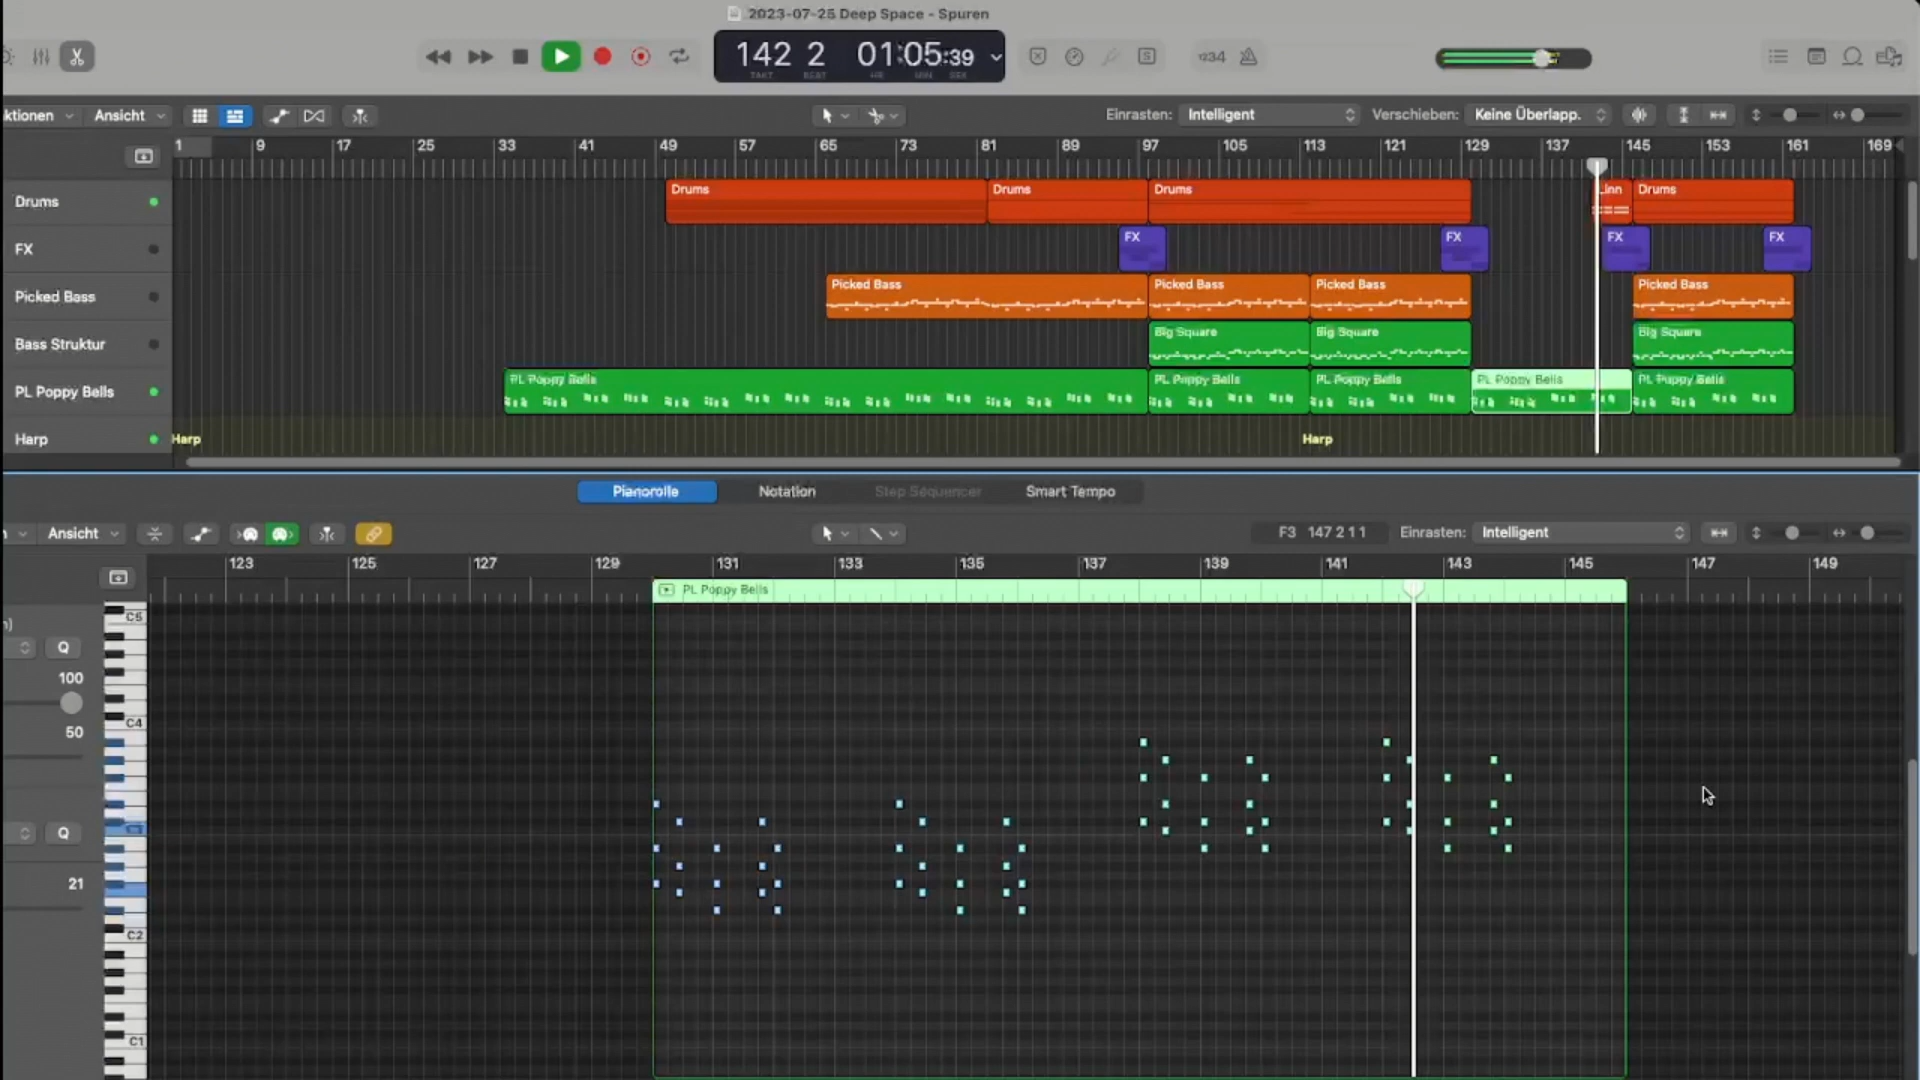 2023-07-25 Deep Space - Spuren
142 2 01:05:39
TAKT BEAT HR MIN SEK
1234
ktionen Ansicht Einrasten: Intelligent Verschieben: Keine Überlapp.
1 9 17 25 33 41 49 57 65 73 81 89 97 105 113 121 129 137 145 153 161 169
Drums Drums Drums Drums Linn Drums
FX FX FX FX FX
Picked Bass Picked Bass Picked Bass Picked Bass Picked Bass
Bass Struktur Big Square Big Square Big Square
PL Poppy Bells PL Poppy Bells PL Poppy Bells PL Poppy Bells PL Poppy Bells PL Poppy Bells
Harp Harp Harp
Pianorolle Notation Step Sequencer Smart Tempo
n Ansicht F3 147 2 1 1 Einrasten: Intelligent
123 125 127 129 131 133 135 137 139 141 143 145 147 149
PL Poppy Bells
C5
n)
Q
100
C4
50
Q
21
C2
C1